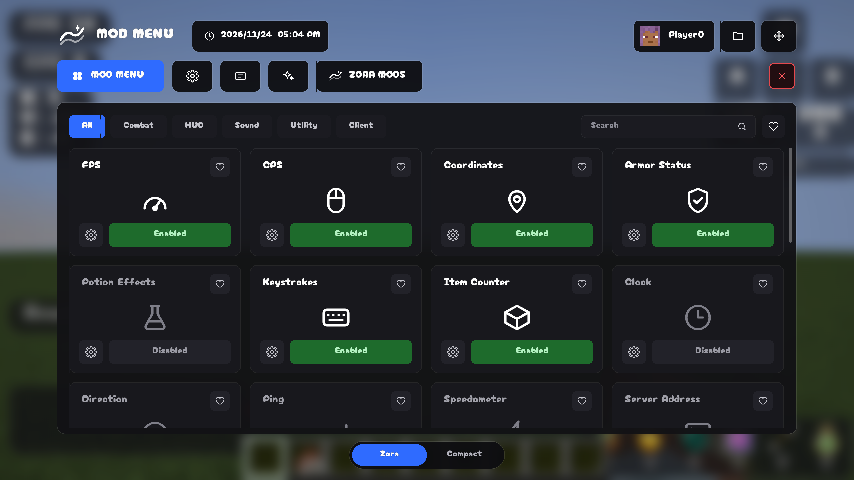 MOD MENU
2026/11/24 05:04 PM
Player0
MOD MENU
ZORA MODS
All
Combat
HUD
Sound
Utility
Client
Search
FPS
CPS
Coordinates
Armor Status
Enabled
Enabled
Enabled
Enabled
Potion Effects
Keystrokes
Item Counter
Clock
Disabled
Enabled
Enabled
Disabled
Direction
Ping
Speedometer
Server Address
Zora
Compact